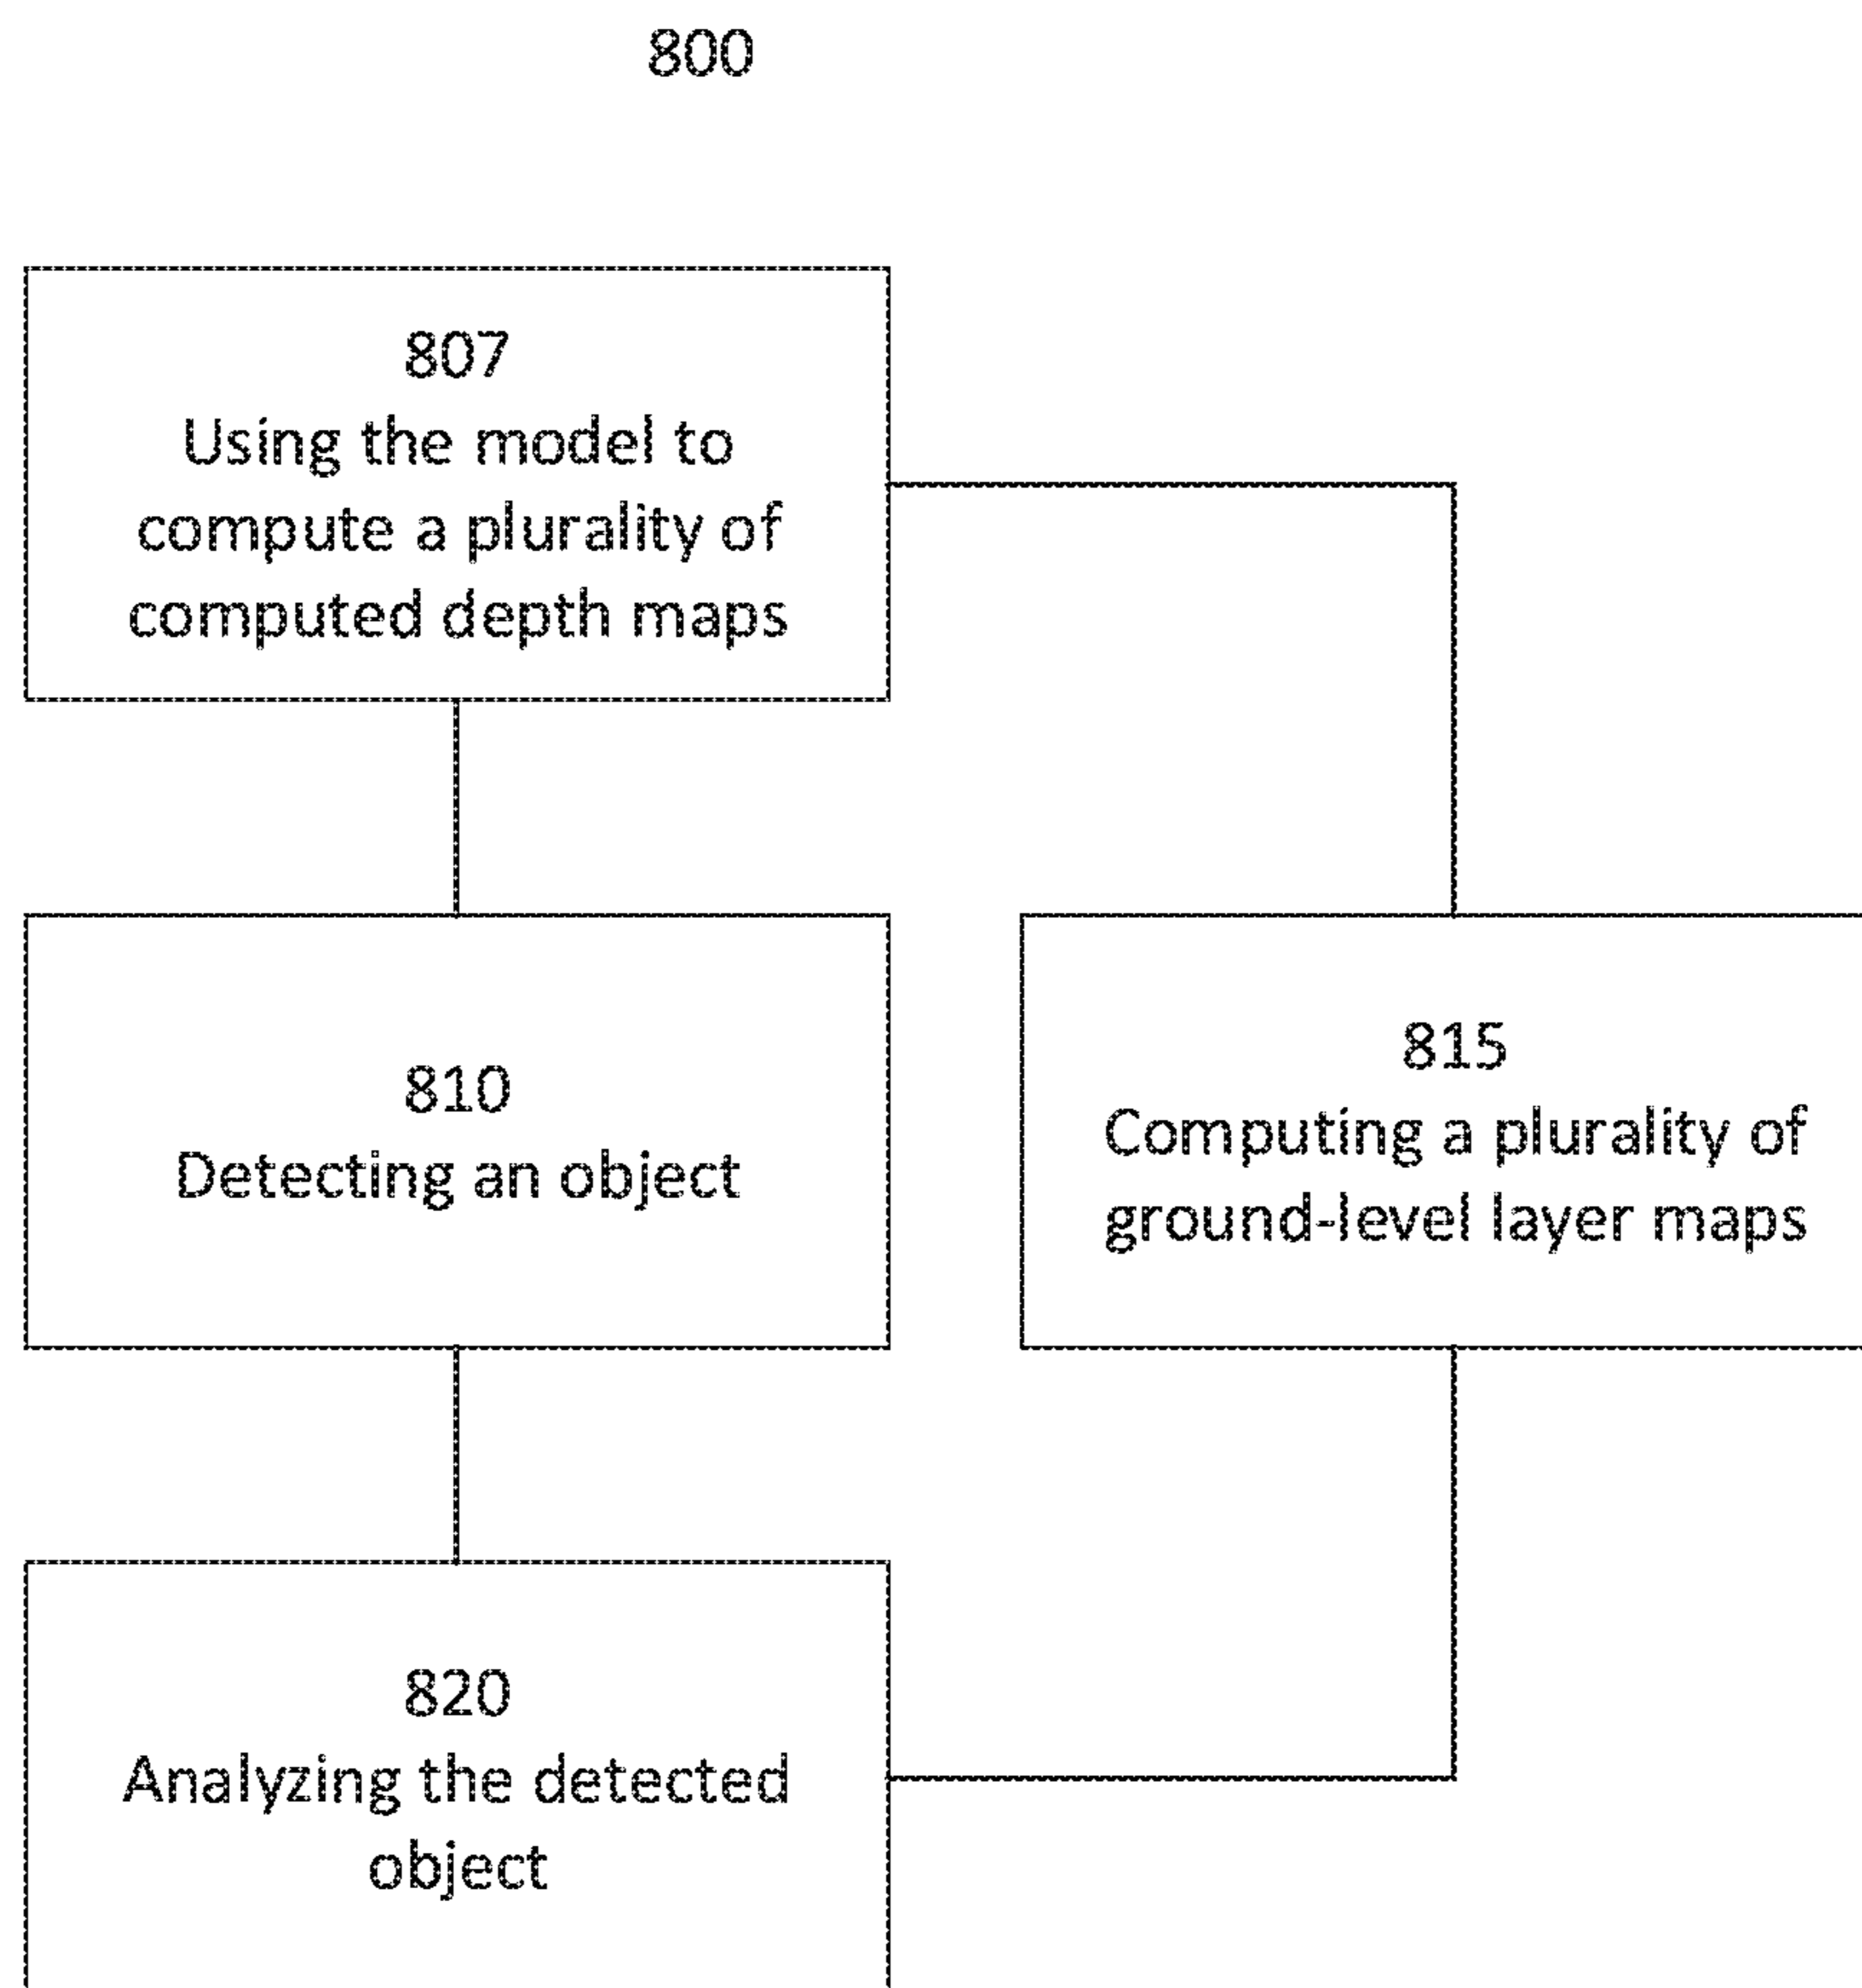 800
807
Using the model to
compute a plurality of
computed depth maps
810
Detecting an object
815
Computing a plurality of
ground-level layer maps
820
Analyzing the detected
object